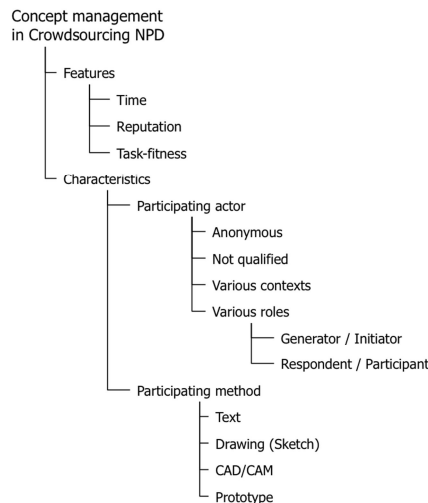 Concept management
in Crowdsourcing NPD
Features
Time
Reputation
Task-fitness
Characteristics
Participating actor
Anonymous
Not qualified
Various contexts
Various roles
Generator / Initiator
Respondent / Participant
Participating method
Text
Drawing (Sketch)
CAD/CAM
Prototype